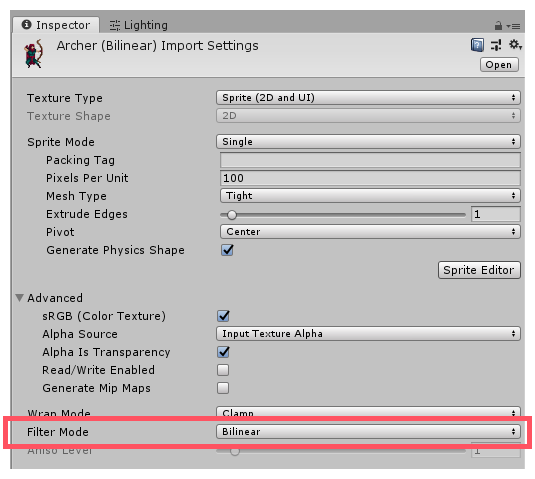 Inspector Lighting
Archer (Bilinear) Import Settings
Open
Texture Type Sprite (2D and UI)
Texture Shape 2D
Sprite Mode Single
Packing Tag
Pixels Per Unit 100
Mesh Type Tight
Extrude Edges 1
Pivot Center
Generate Physics Shape
Sprite Editor
Advanced
sRGB (Color Texture)
Alpha Source Input Texture Alpha
Alpha Is Transparency
Read/Write Enabled
Generate Mip Maps
Wrap Mode Clamp
Filter Mode Bilinear
Aniso Level 1